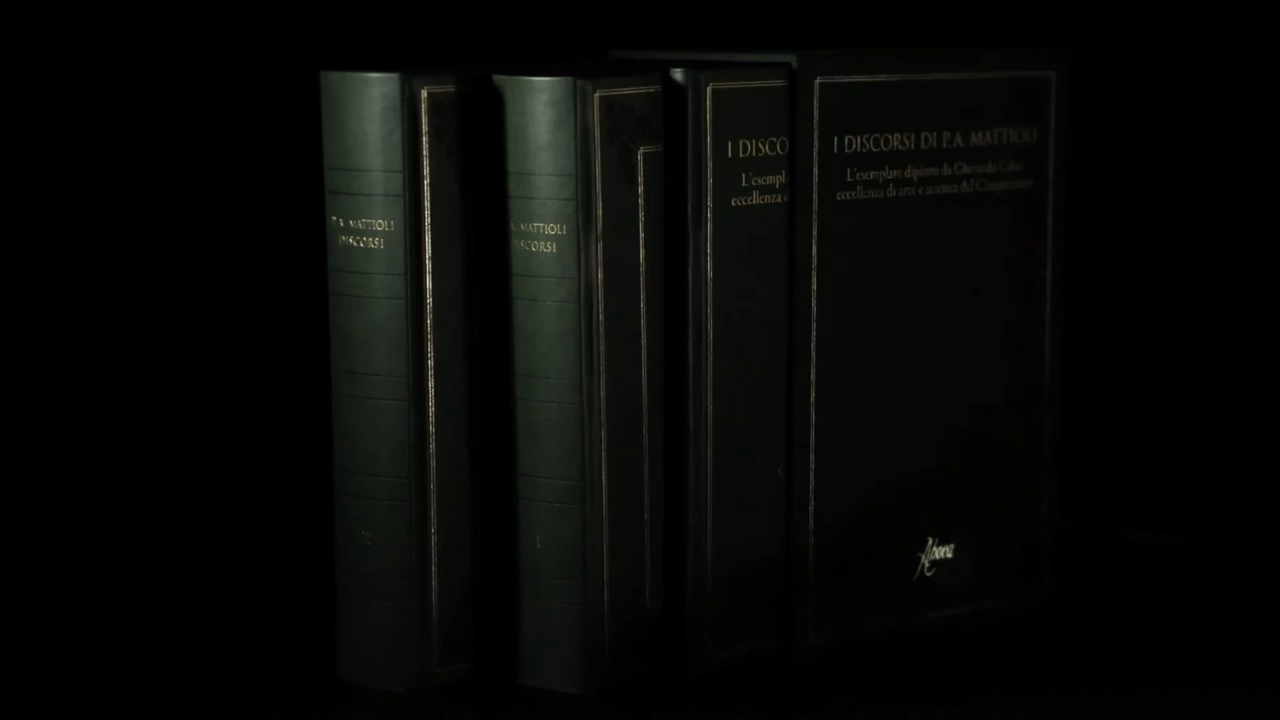 P. A. MATTIOLI
DISCORSI
II
A. MATTIOLI
DISCORSI
I
I DISCO
L'esempl
eccellenza d
I DISCORSI DI P.A. MATTIOLI
L'esemplare dipinto da Gherardo Cibo,
eccellenza di arte e scienza del Cinquecento
Aboca